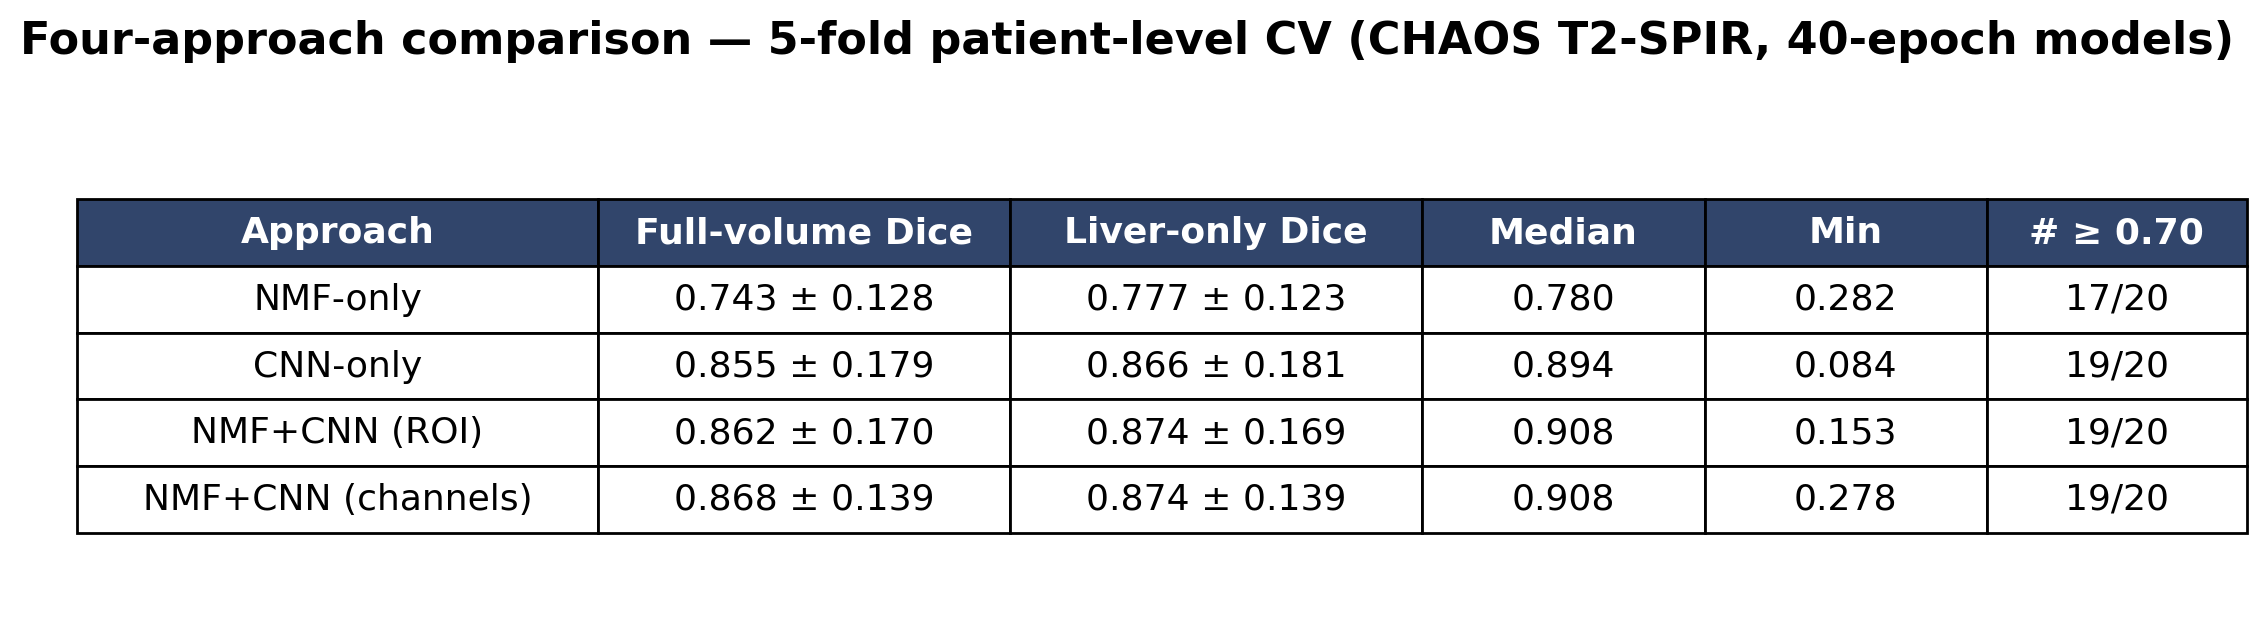 Four-approach comparison — 5-fold patient-level CV (CHAOS T2-SPIR, 40-epoch models)
Approach Full-volume Dice Liver-only Dice Median Min # ≥ 0.70
NMF-only 0.743 ± 0.128 0.777 ± 0.123 0.780 0.282 17/20
CNN-only 0.855 ± 0.179 0.866 ± 0.181 0.894 0.084 19/20
NMF+CNN (ROI) 0.862 ± 0.170 0.874 ± 0.169 0.908 0.153 19/20
NMF+CNN (channels) 0.868 ± 0.139 0.874 ± 0.139 0.908 0.278 19/20